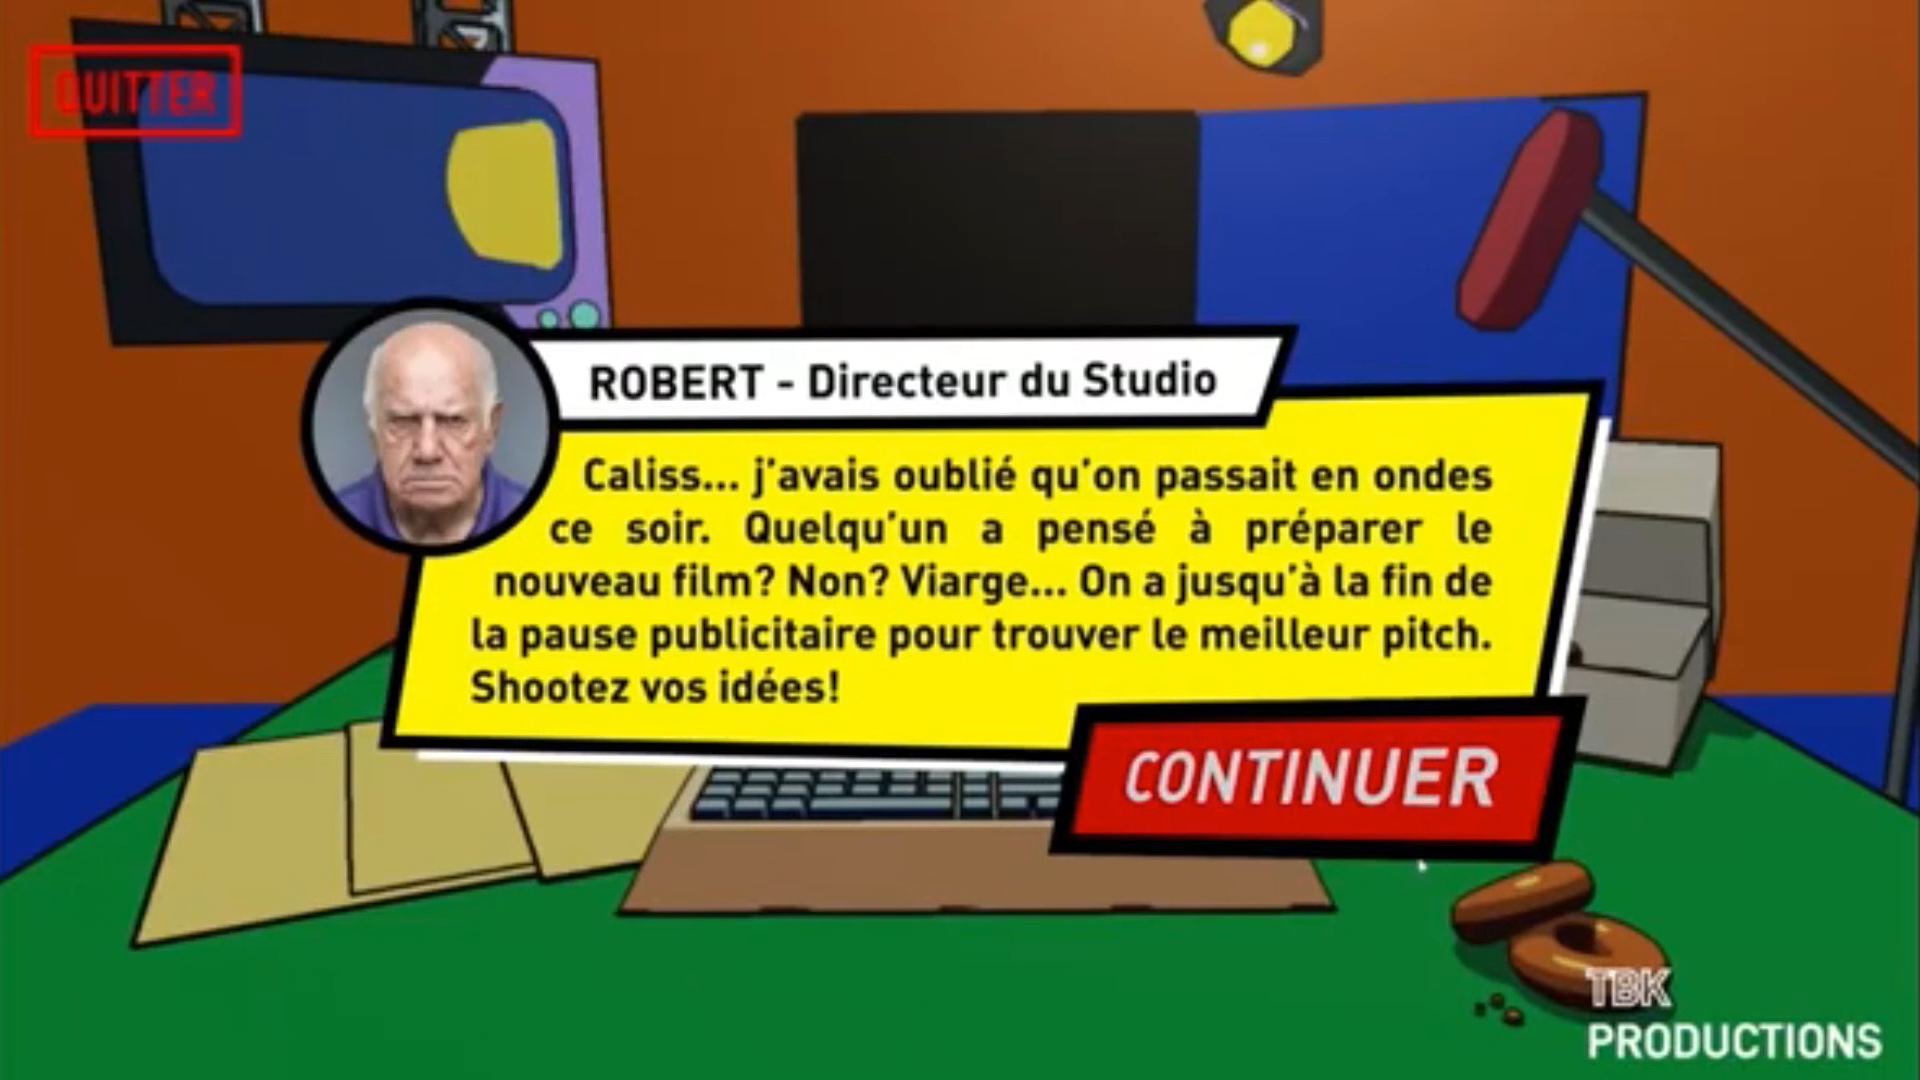 QUITTER
ROBERT - Directeur du Studio
Caliss... j'avais oublié qu'on passait en ondes
ce soir. Quelqu'un a pensé à préparer le
nouveau film? Non? Viarge... On a jusqu'à la fin de
la pause publicitaire pour trouver le meilleur pitch.
Shootez vos idées!
CONTINUER
TBK
PRODUCTIONS